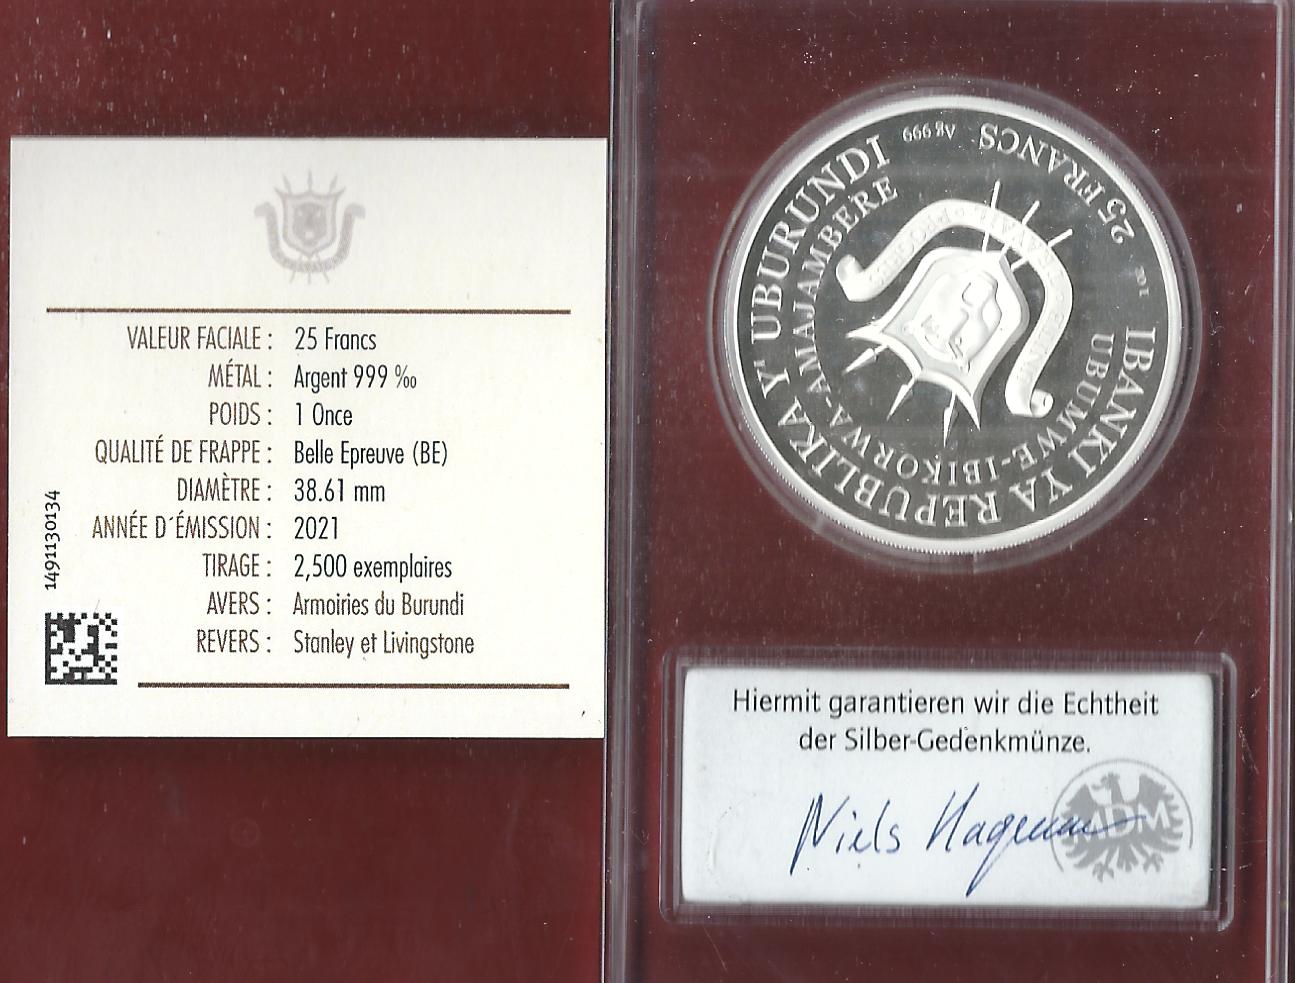 VALEUR FACIALE : 25 Francs
MÉTAL : Argent 999 ‰
POIDS : 1 Once
QUALITÉ DE FRAPPE : Belle Epreuve (BE)
DIAMÈTRE : 38.61 mm
ANNÉE D´ÉMISSION : 2021
TIRAGE : 2,500 exemplaires
AVERS : Armoiries du Burundi
REVERS : Stanley et Livingstone
1491130134
IBANKI YA REPUBLIKA Y' UBURUNDI
UBUMWE-IBIKORWA-AMAJAMBERE
Ag 999
25 FRANCS
1 oz
Hiermit garantieren wir die Echtheit
der Silber-Gedenkmünze.
Niels
MDM